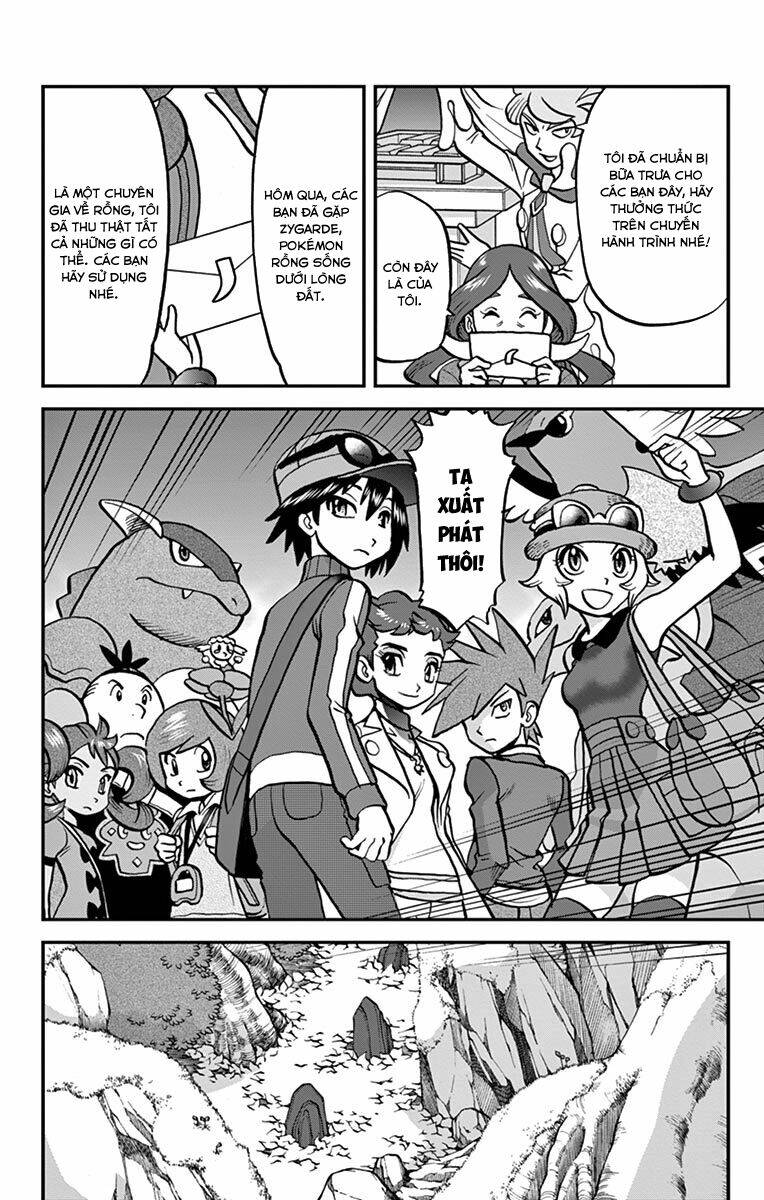 TÔI ĐÃ CHUẨN BỊ
BỮA TRƯA CHO
CÁC BẠN ĐÂY, HÃY
THƯỞNG THỨC
TRÊN CHUYẾN
HÀNH TRÌNH NHÉ!
CÒN ĐÂY
LÀ CỦA
TÔI.
HÔM QUA, CÁC
BẠN ĐÃ GẶP
ZYGARDE,
POKÉMON
RỒNG SỐNG
DƯỚI LÒNG
ĐẤT.
LÀ MỘT CHUYÊN
GIA VỀ RỒNG, TÔI
ĐÃ THU THẬT TẤT
CẢ NHỮNG GÌ CÓ
THỂ. CÁC BẠN
HÃY SỬ DỤNG
NHÉ.
TA
XUẤT
PHÁT
THÔI!